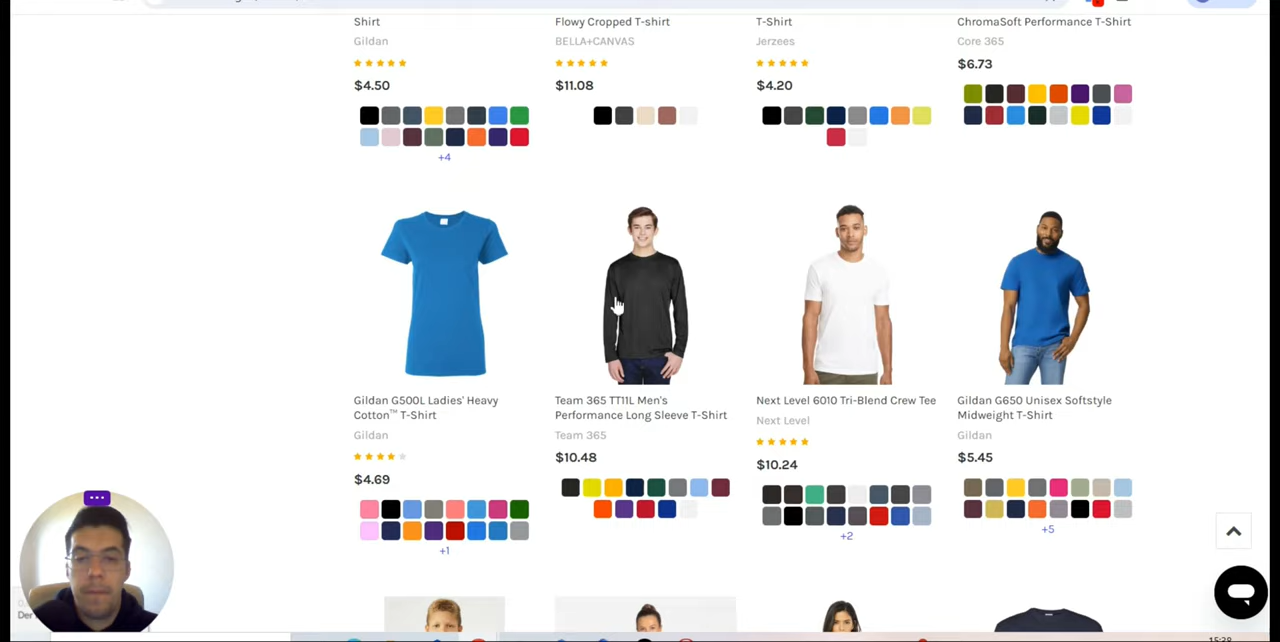 Shirt
Gildan
$4.50
+4
Flowy Cropped T-shirt
BELLA+CANVAS
$11.08
T-Shirt
Jerzees
$4.20
ChromaSoft Performance T-Shirt
Core 365
$6.73
Gildan G500L Ladies' Heavy
Cotton™ T-Shirt
Gildan
$4.69
+1
Team 365 TT11L Men's
Performance Long Sleeve T-Shirt
Team 365
$10.48
Next Level 6010 Tri-Blend Crew Tee
Next Level
$10.24
+2
Gildan G650 Unisex Softstyle
Midweight T-Shirt
Gildan
$5.45
+5
Der